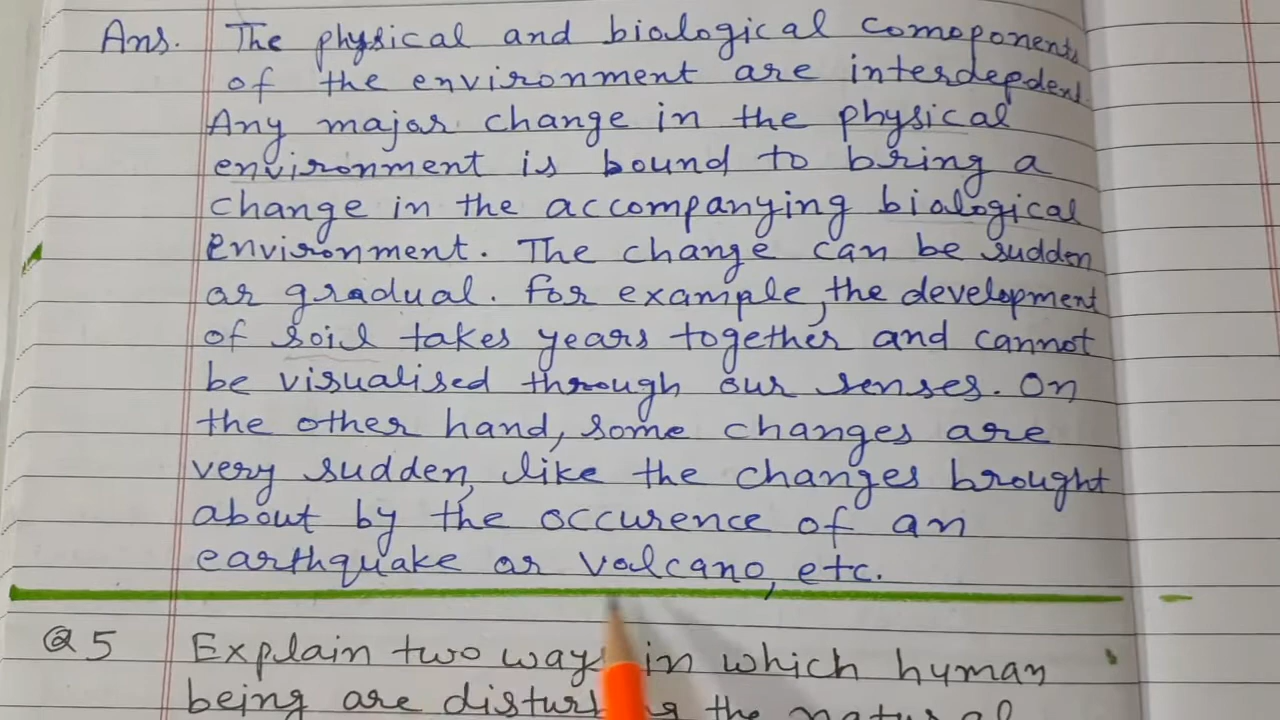 Ans. The physical and biological comoponents
of the environment are interdepdent.
Any major change in the physical
environment is bound to bring a
change in the accompanying biological
environment. The change can be sudden
or gradual. For example, the development
of soil takes years together and cannot
be visualised through our senses. On
the other hand, some changes are
very sudden, like the changes brought
about by the occurence of an
earthquake or volcano, etc.
Q5 Explain two ways in which human
being are the natural